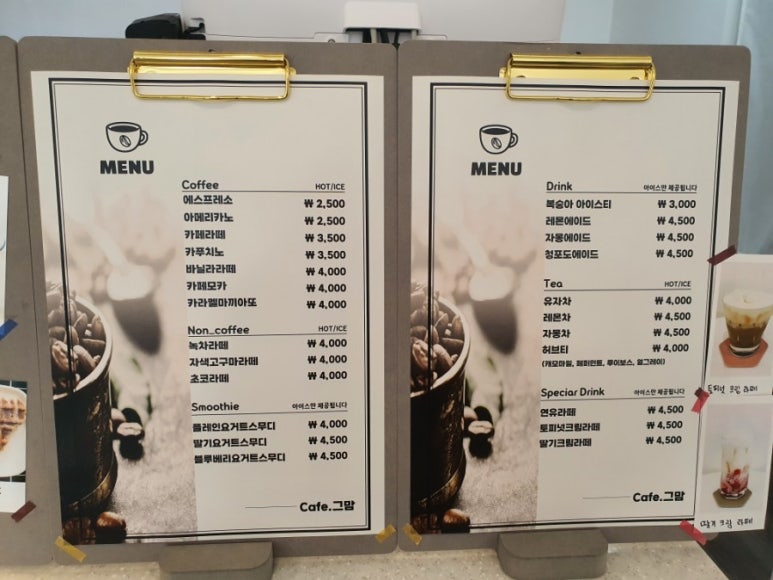 MENU
Coffee HOT/ICE
에스프레소 ₩ 2,500
아메리카노 ₩ 2,500
카페라떼 ₩ 3,500
카푸치노 ₩ 3,500
바닐라라떼 ₩ 4,000
카페모카 ₩ 4,000
카라멜마끼아또 ₩ 4,000
Non_coffee HOT/ICE
녹차라떼 ₩ 4,000
자색고구마라떼 ₩ 4,000
초코라떼 ₩ 4,000
Smoothie 아이스만 제공됩니다
플레인요거트스무디 ₩ 4,000
딸기요거트스무디 ₩ 4,500
블루베리요거트스무디 ₩ 4,500
Cafe.그맘
MENU
Drink 아이스만 제공됩니다
복숭아 아이스티 ₩ 3,000
레몬에이드 ₩ 4,500
자몽에이드 ₩ 4,500
청포도에이드 ₩ 4,500
Tea HOT/ICE
유자차 ₩ 4,000
레몬차 ₩ 4,500
자몽차 ₩ 4,500
허브티 ₩ 4,000
(캐모마일, 페퍼민트, 루이보스, 얼그레이)
Speciar Drink 아이스만 제공됩니다
연유라떼 ₩ 4,500
토피넛크림라떼 ₩ 4,500
딸기크림라떼 ₩ 4,500
Cafe.그맘
토피넛 크림 라떼
딸기 크림 라떼